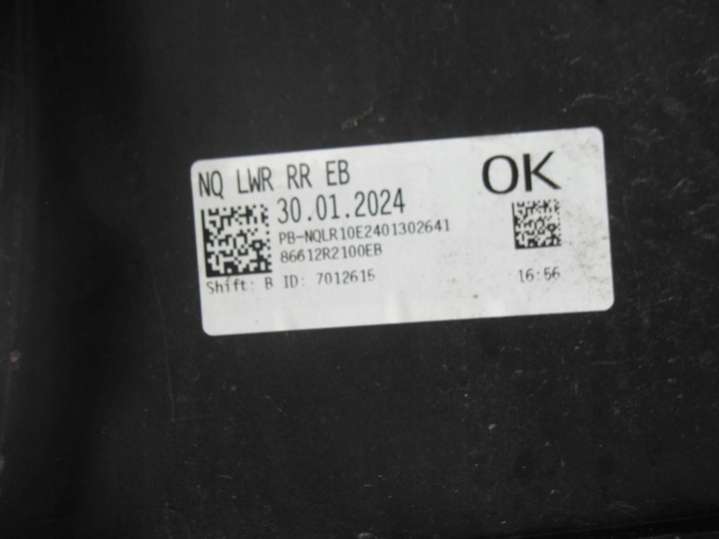 NQ LWR RR EB
OK
30.01.2024
PB-NQLR10E2401302641
86612R2100EB
Shift: B ID: 7012615
16:56